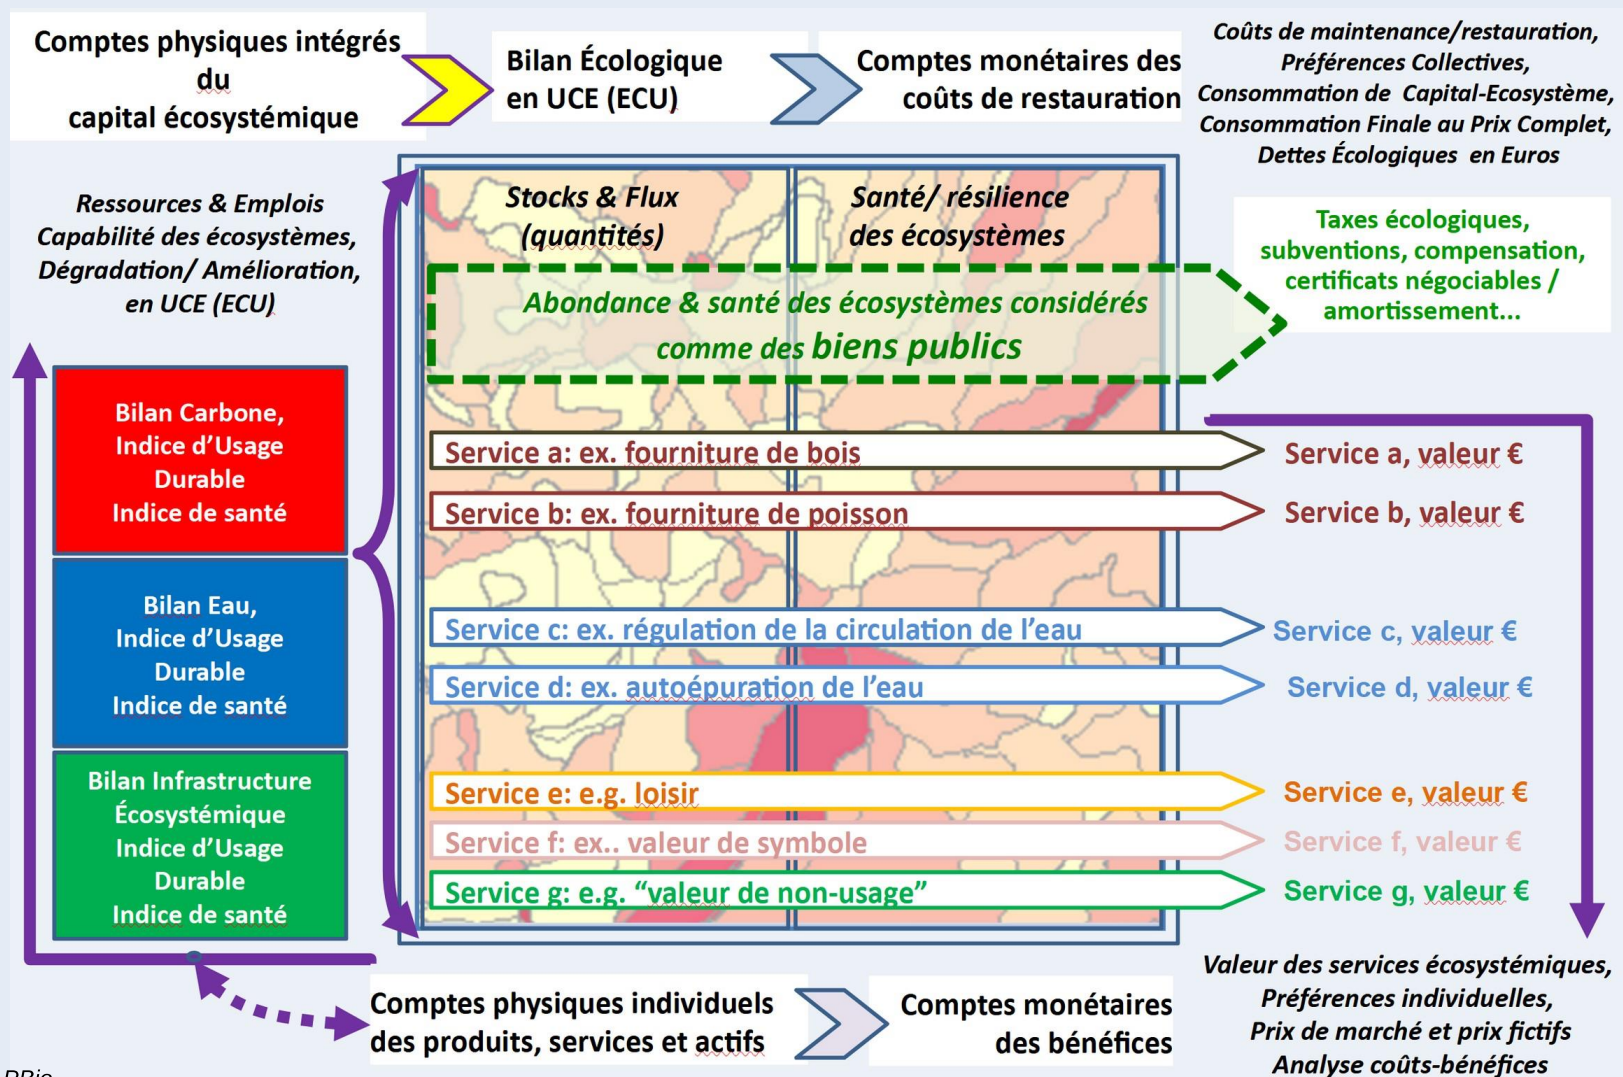 Comptes physiques intégrés
du
capital écosystémique
Bilan Écologique
en UCE (ECU)
Comptes monétaires des
coûts de restauration
Coûts de maintenance/restauration,
Préférences Collectives,
Consommation de Capital-Ecosystème,
Consommation Finale au Prix Complet,
Dettes Écologiques en Euros
Ressources & Emplois
Capabilité des écosystèmes,
Dégradation/ Amélioration,
en UCE (ECU)
Stocks & Flux
(quantités)
Santé/ résilience
des écosystèmes
Taxes écologiques,
subventions, compensation,
certificats négociables /
amortissement...
Abondance & santé des écosystèmes considérés
comme des biens publics
Bilan Carbone,
Indice d’Usage
Durable
Indice de santé
Bilan Eau,
Indice d’Usage
Durable
Indice de santé
Bilan Infrastructure
Écosystémique
Indice d’Usage
Durable
Indice de santé
Service a: ex. fourniture de bois
Service a, valeur €
Service b: ex. fourniture de poisson
Service b, valeur €
Service c: ex. régulation de la circulation de l’eau
Service c, valeur €
Service d: ex. autoépuration de l’eau
Service d, valeur €
Service e: e.g. loisir
Service e, valeur €
Service f: ex.. valeur de symbole
Service f, valeur €
Service g: e.g. “valeur de non-usage”
Service g, valeur €
Comptes physiques individuels
des produits, services et actifs
Comptes monétaires
des bénéfices
Valeur des services écosystémiques,
Préférences individuelles,
Prix de marché et prix fictifs
Analyse coûts-bénéfices